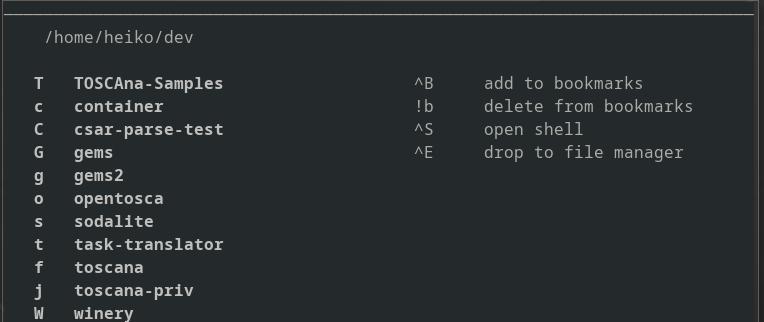 /home/heiko/dev
T TOSCAna-Samples ^B add to bookmarks
c container !b delete from bookmarks
C csar-parse-test ^S open shell
G gems ^E drop to file manager
g gems2
o opentosca
s sodalite
t task-translator
f toscana
j toscana-priv
W winery